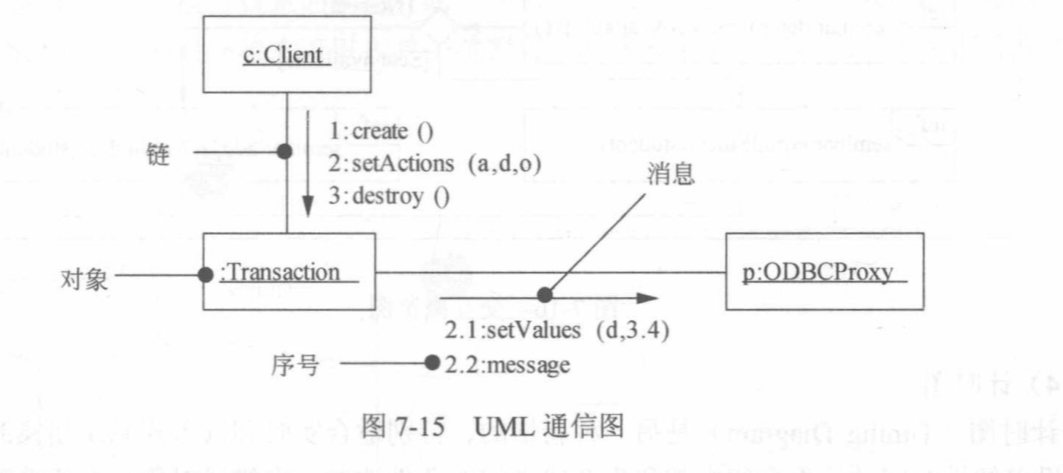 c:Client
1:create ()
2:setActions (a,d,o)
3:destroy ()
链
消息
对象
:Transaction
p:ODBCProxy
2.1:setValues (d,3.4)
序号
2.2:message
图 7-15 UML 通信图